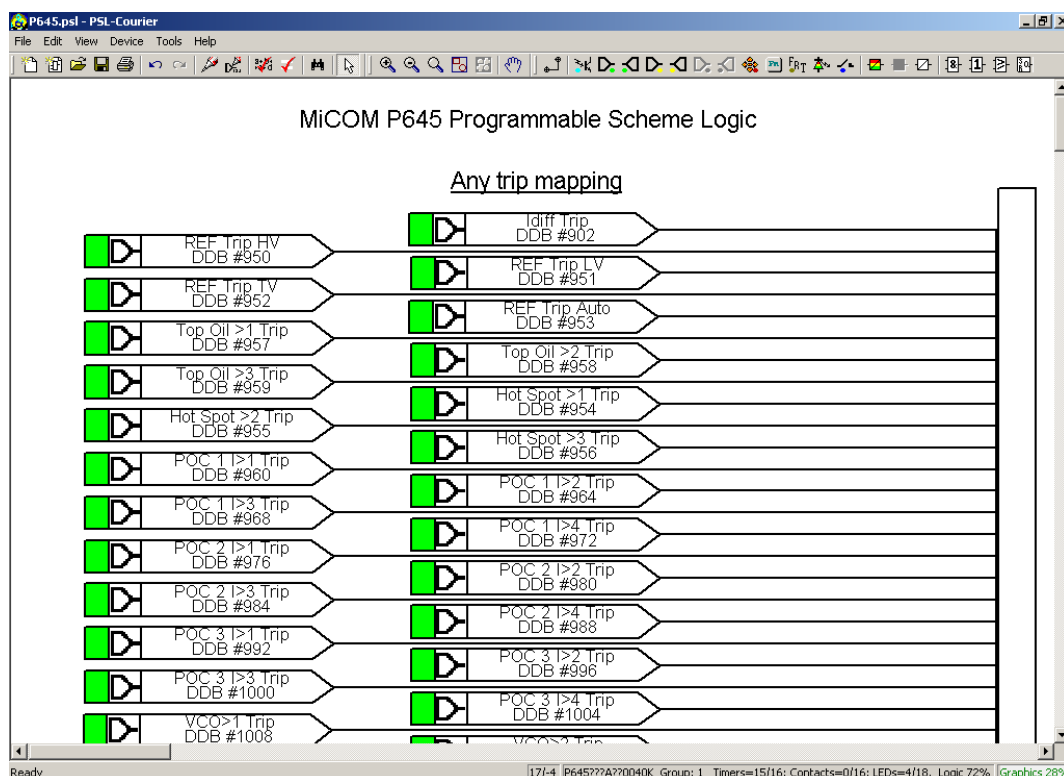 P645.psl - PSL-Courier
File Edit View Device Tools Help
MiCOM P645 Programmable Scheme Logic
Any trip mapping
Idiff Trip
DDB #902
REF Trip HV
DDB #950
REF Trip LV
DDB #951
REF Trip TV
DDB #952
REF Trip Auto
DDB #953
Top Oil >1 Trip
DDB #957
Top Oil >2 Trip
DDB #958
Top Oil >3 Trip
DDB #959
Hot Spot >1 Trip
DDB #954
Hot Spot >2 Trip
DDB #955
Hot Spot >3 Trip
DDB #956
POC 1 I>1 Trip
DDB #960
POC 1 I>2 Trip
DDB #964
POC 1 I>3 Trip
DDB #968
POC 1 I>4 Trip
DDB #972
POC 2 I>1 Trip
DDB #976
POC 2 I>2 Trip
DDB #980
POC 2 I>3 Trip
DDB #984
POC 2 I>4 Trip
DDB #988
POC 3 I>1 Trip
DDB #992
POC 3 I>2 Trip
DDB #996
POC 3 I>3 Trip
DDB #1000
POC 3 I>4 Trip
DDB #1004
VCO>1 Trip
DDB #1008
VCO>2 Trip
Ready 17/-4 P645???A??0040K Group: 1 Timers=15/16; Contacts=0/16; LEDs=4/18, Logic 72% Graphics 28%